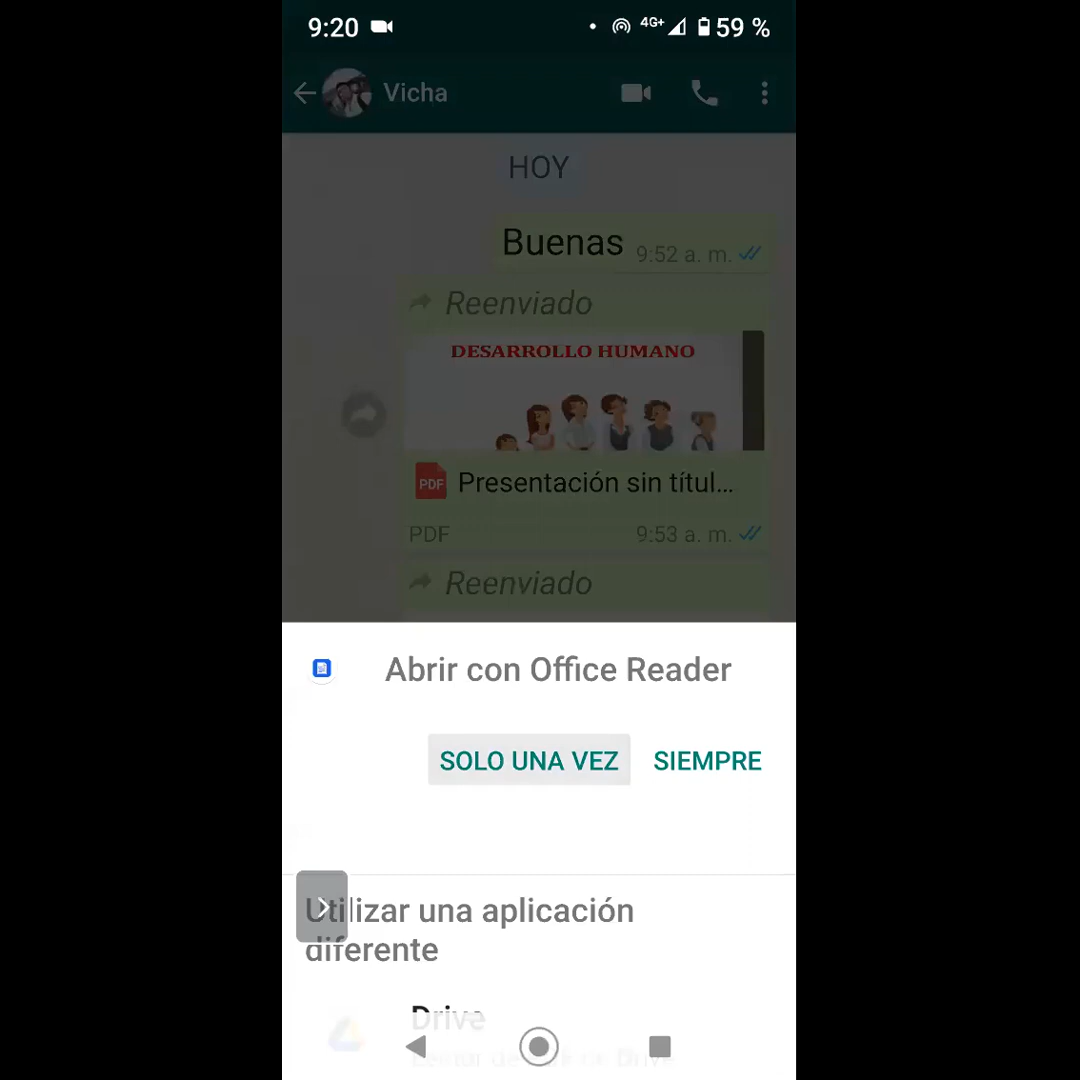 9:20 4G+ 59 %
Vicha
HOY
Buenas 9:52 a. m.
Reenviado
DESARROLLO HUMANO
PDF Presentación sin títul...
PDF 9:53 a. m.
Reenviado
Abrir con Office Reader
SOLO UNA VEZ SIEMPRE
Utilizar una aplicación
diferente
Drive